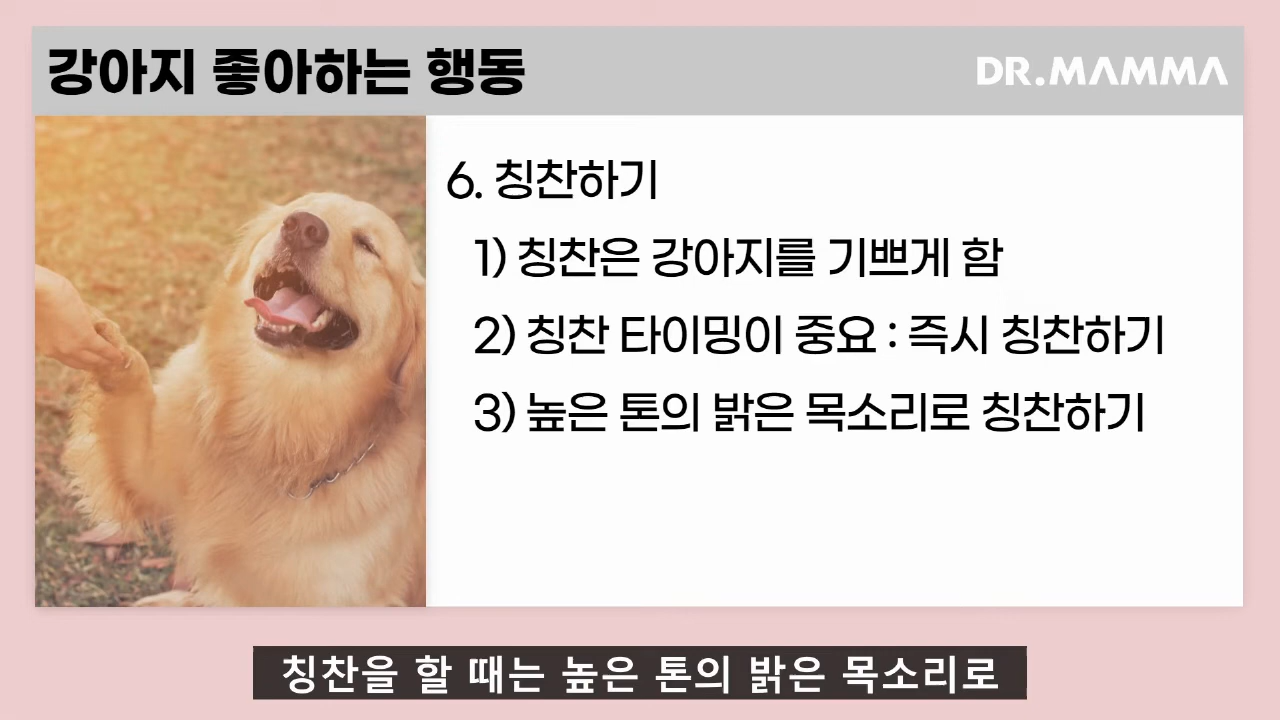 강아지 좋아하는 행동
DR.MAMMA
6. 칭찬하기
1) 칭찬은 강아지를 기쁘게 함
2) 칭찬 타이밍이 중요 : 즉시 칭찬하기
3) 높은 톤의 밝은 목소리로 칭찬하기
칭찬을 할 때는 높은 톤의 밝은 목소리로